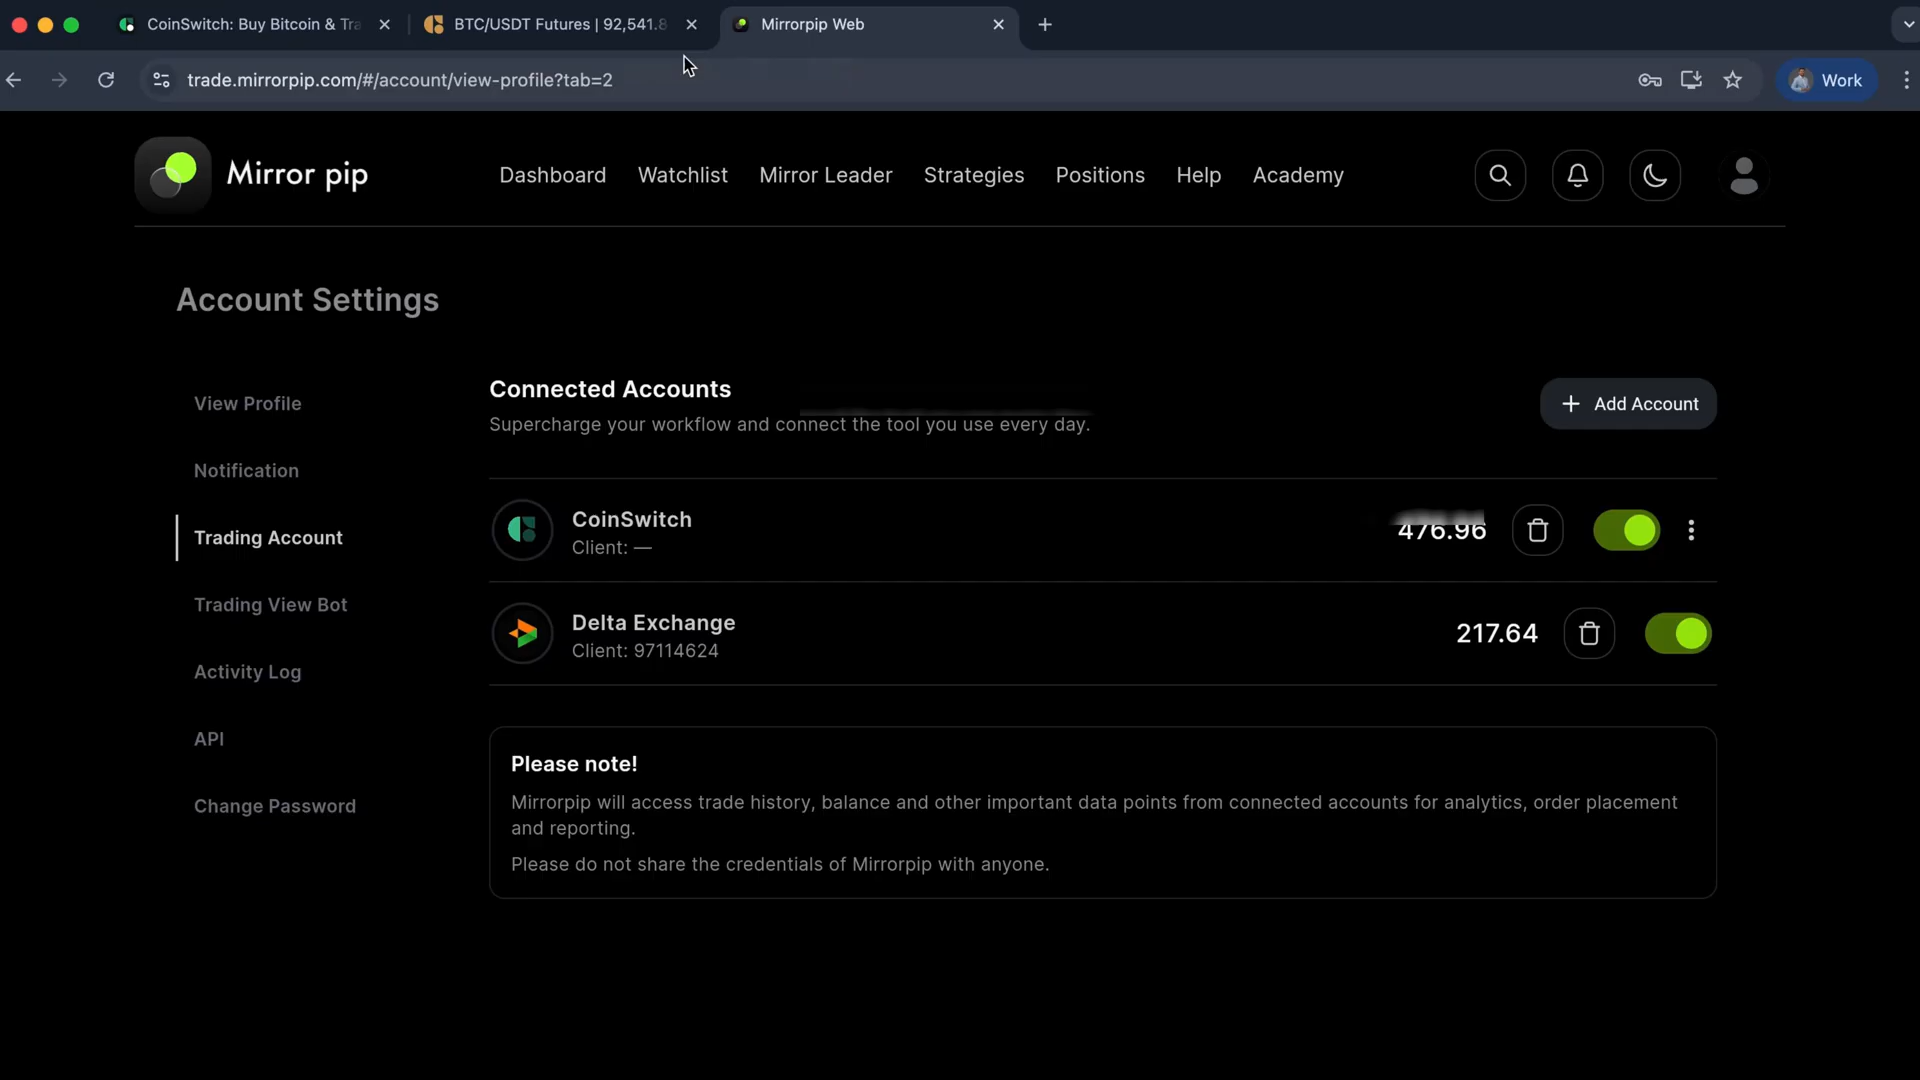 CoinSwitch: Buy Bitcoin & Tra
BTC/USDT Futures | 92,541.8
Mirrorpip Web
trade.mirrorpip.com/#/account/view-profile?tab=2
Work
Mirror pip
Dashboard
Watchlist
Mirror Leader
Strategies
Positions
Help
Academy
Account Settings
View Profile
Notification
Trading Account
Trading View Bot
Activity Log
API
Change Password
Connected Accounts
Supercharge your workflow and connect the tool you use every day.
+ Add Account
CoinSwitch
Client: —
476.96
Delta Exchange
Client: 97114624
217.64
Please note!
Mirrorpip will access trade history, balance and other important data points from connected accounts for analytics, order placement
and reporting.
Please do not share the credentials of Mirrorpip with anyone.